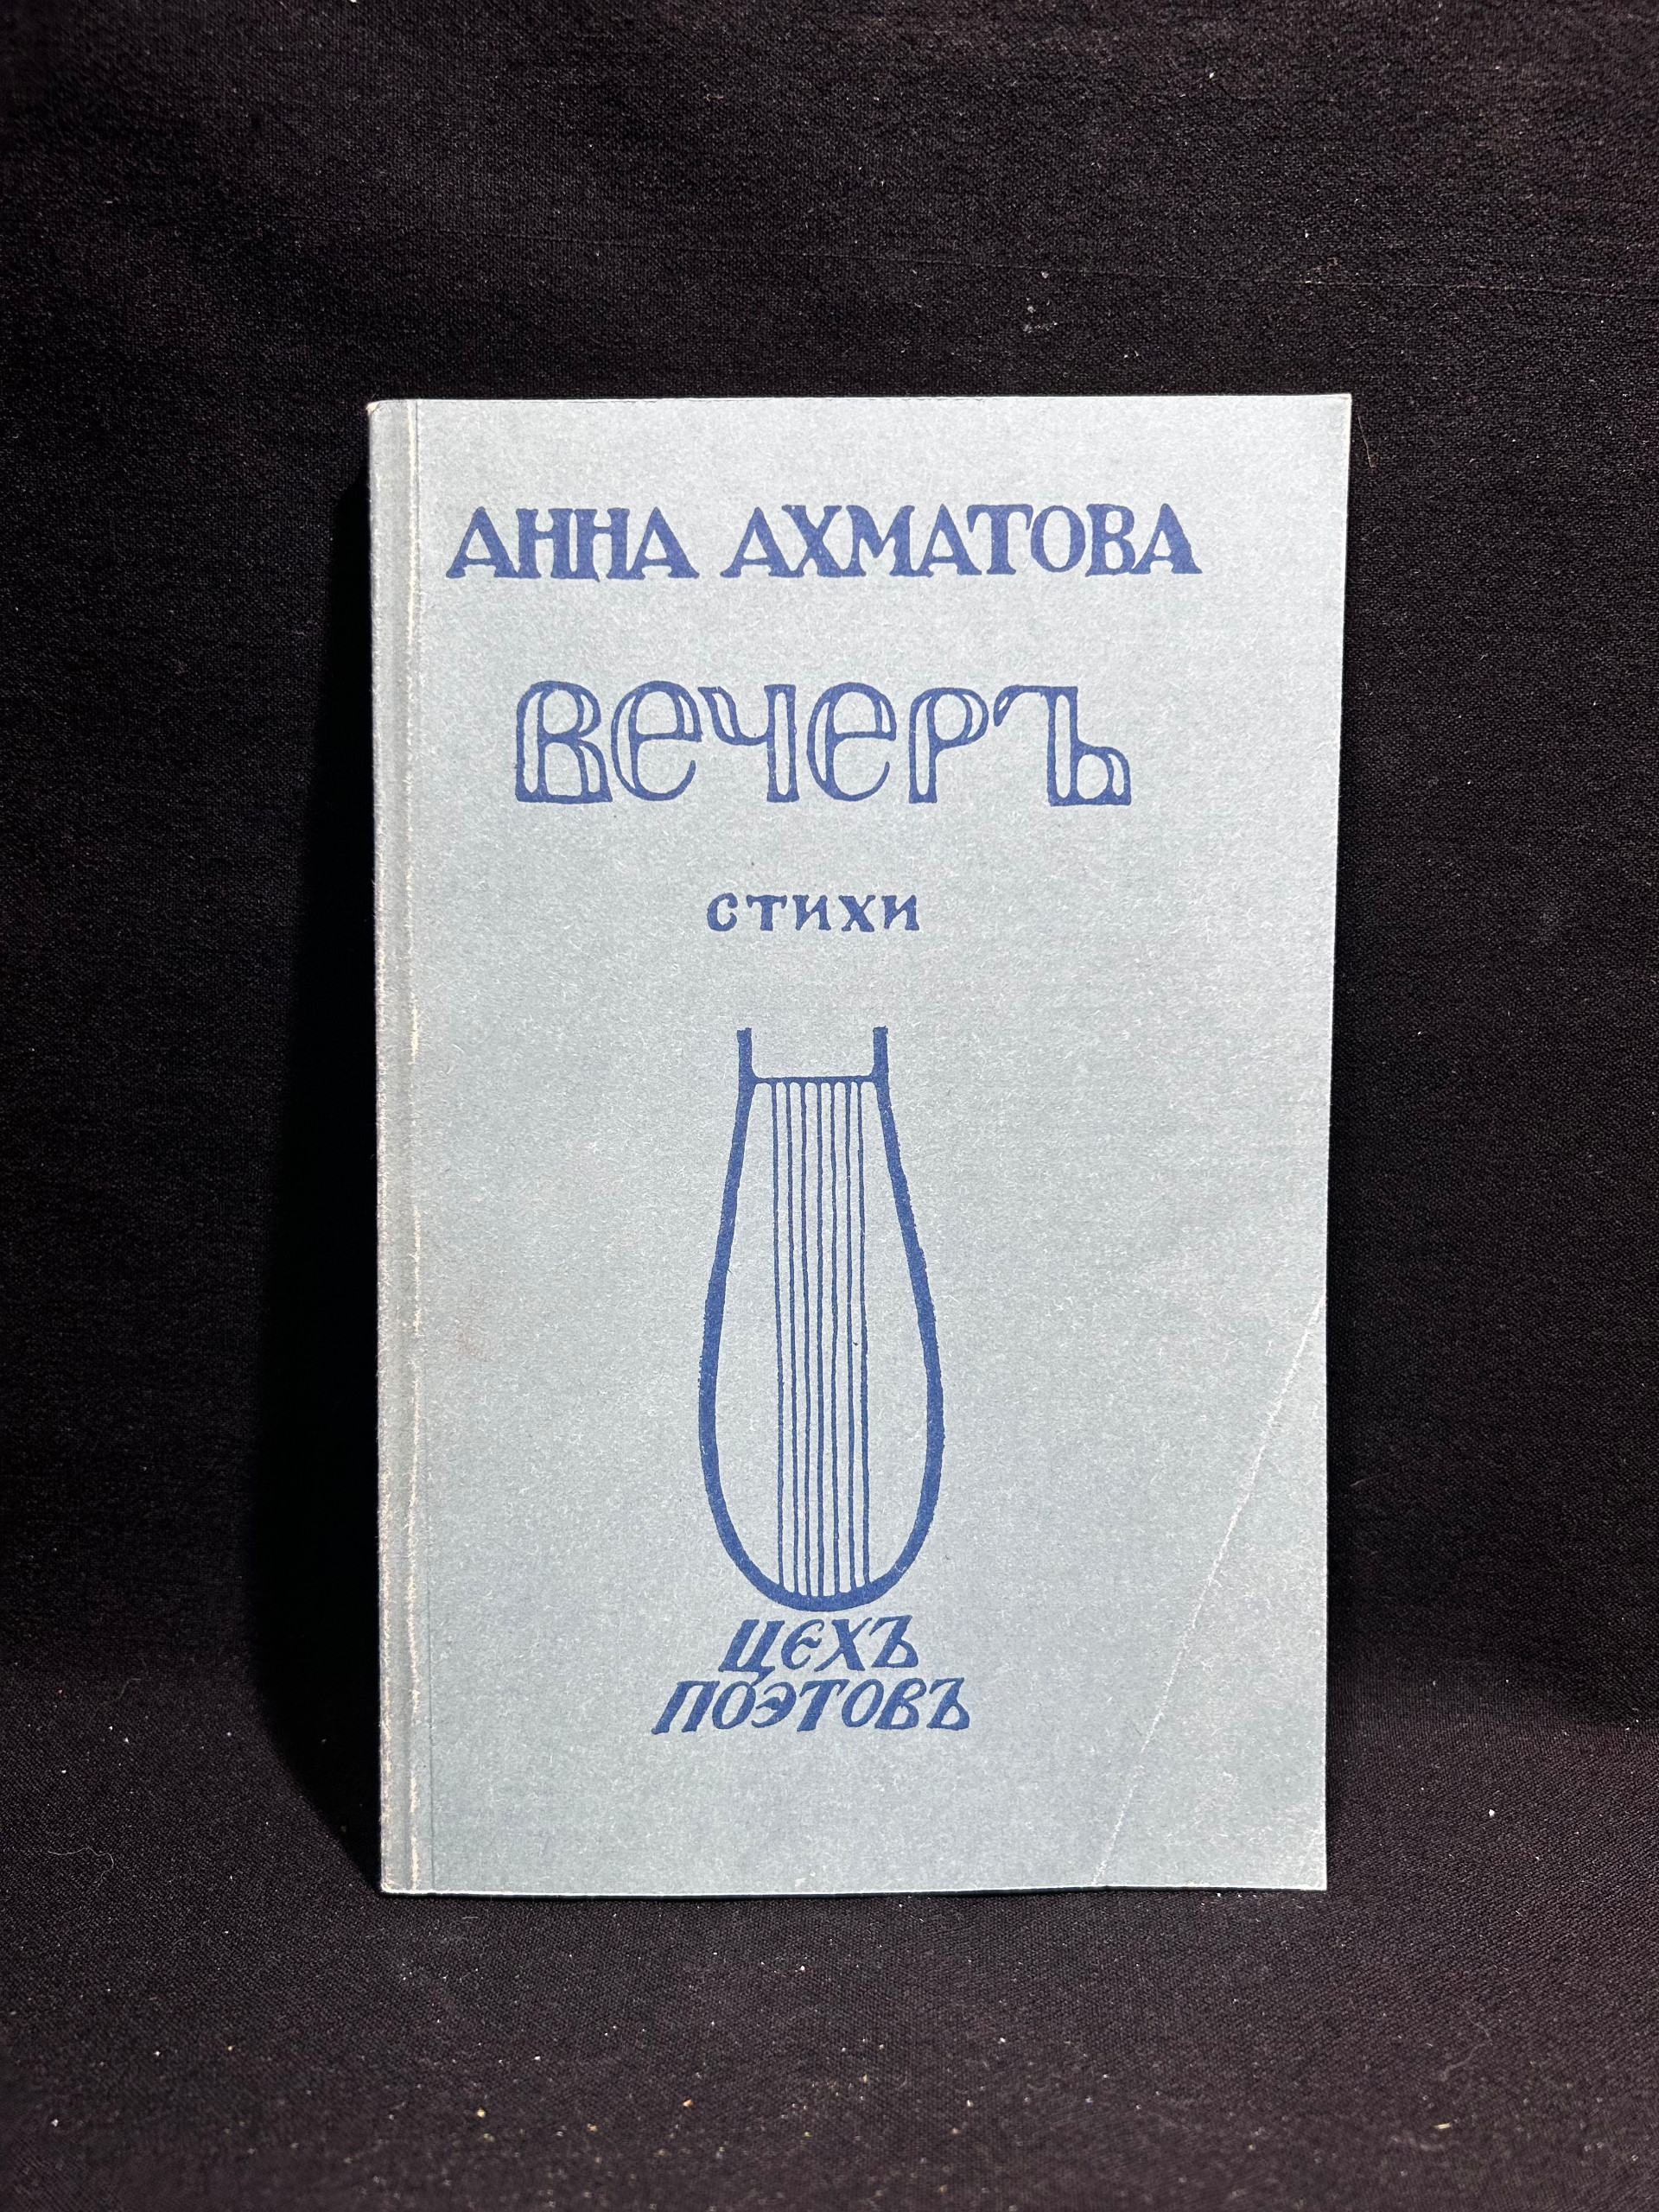 АННА АХМАТОВА
ВЕЧЕРЪ
СТИХИ
ЦЕХЪ
ПОЭТОВЪ